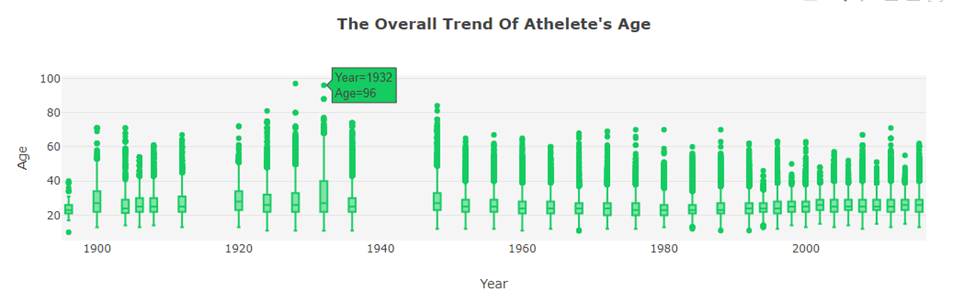 The Overall Trend Of Athelete's Age
Year=1932
Age=96
100
80
60
40
20
Age
1900
1920
1940
1960
1980
2000
Year